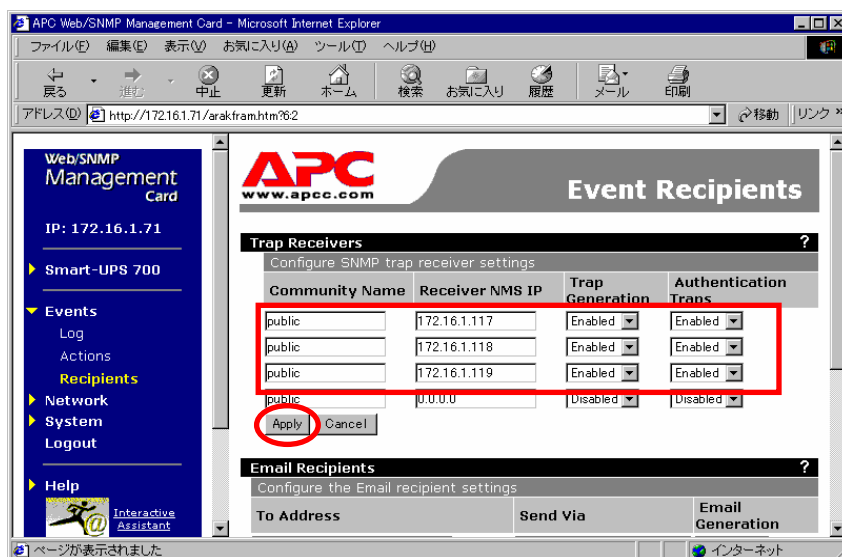 APC Web/SNMP Management Card - Microsoft Internet Explorer
ファイル(F) 編集(E) 表示(V) お気に入り(A) ツール(T) ヘルプ(H)
戻る 進む 中止 更新 ホーム 検索 お気に入り 履歴 メール 印刷
アドレス(D) http://172.16.1.71/arakfram.htm?6:2 移動 リンク »
Web/SNMP
Management
Card
IP: 172.16.1.71
Smart-UPS 700
Events
Log
Actions
Recipients
Network
System
Logout
Help
Interactive
Assistant
APC
www.apcc.com
Event Recipients
Trap Receivers ?
Configure SNMP trap receiver settings
Community Name Receiver NMS IP Trap Generation Authentication Traps
public 172.16.1.117 Enabled Enabled
public 172.16.1.118 Enabled Enabled
public 172.16.1.119 Enabled Enabled
public 0.0.0.0 Disabled Disabled
Apply Cancel
Email Recipients ?
Configure the Email recipient settings
To Address Send Via Email Generation
ページが表示されました インターネット